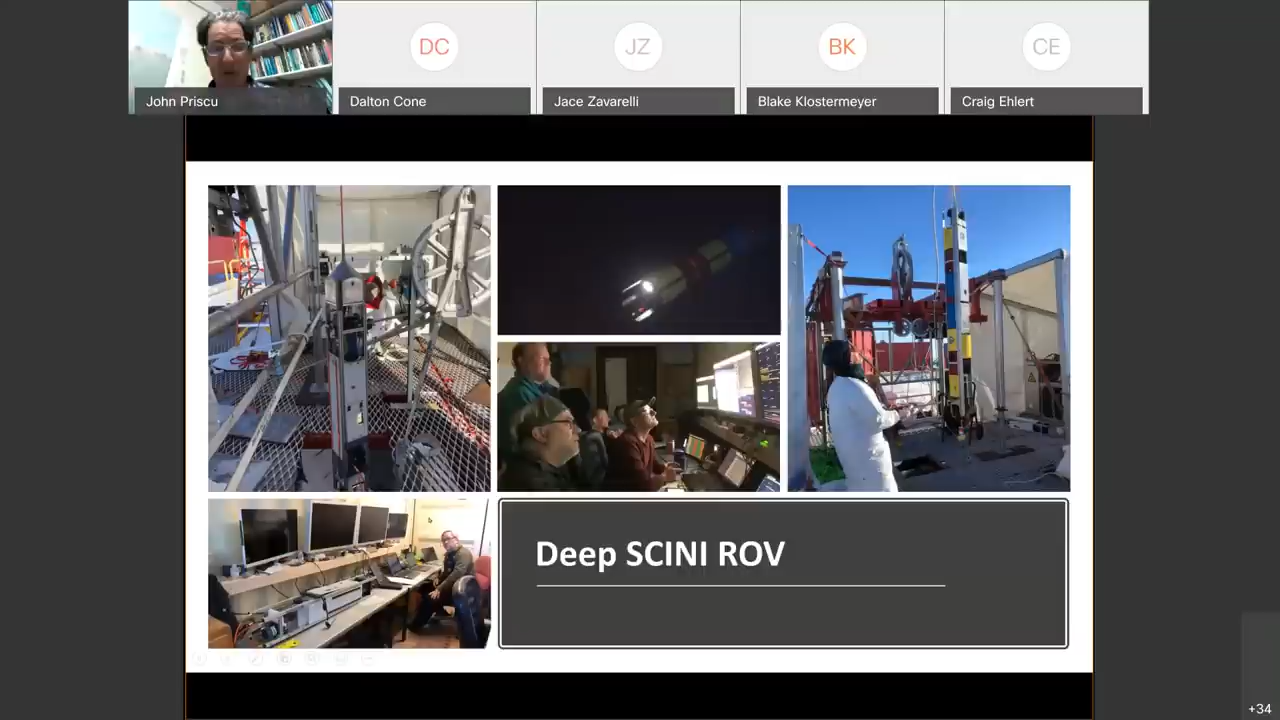 DC
JZ
BK
CE
John Priscu
Dalton Cone
Jace Zavarelli
Blake Klostermeyer
Craig Ehlert
Deep SCINI ROV
+34